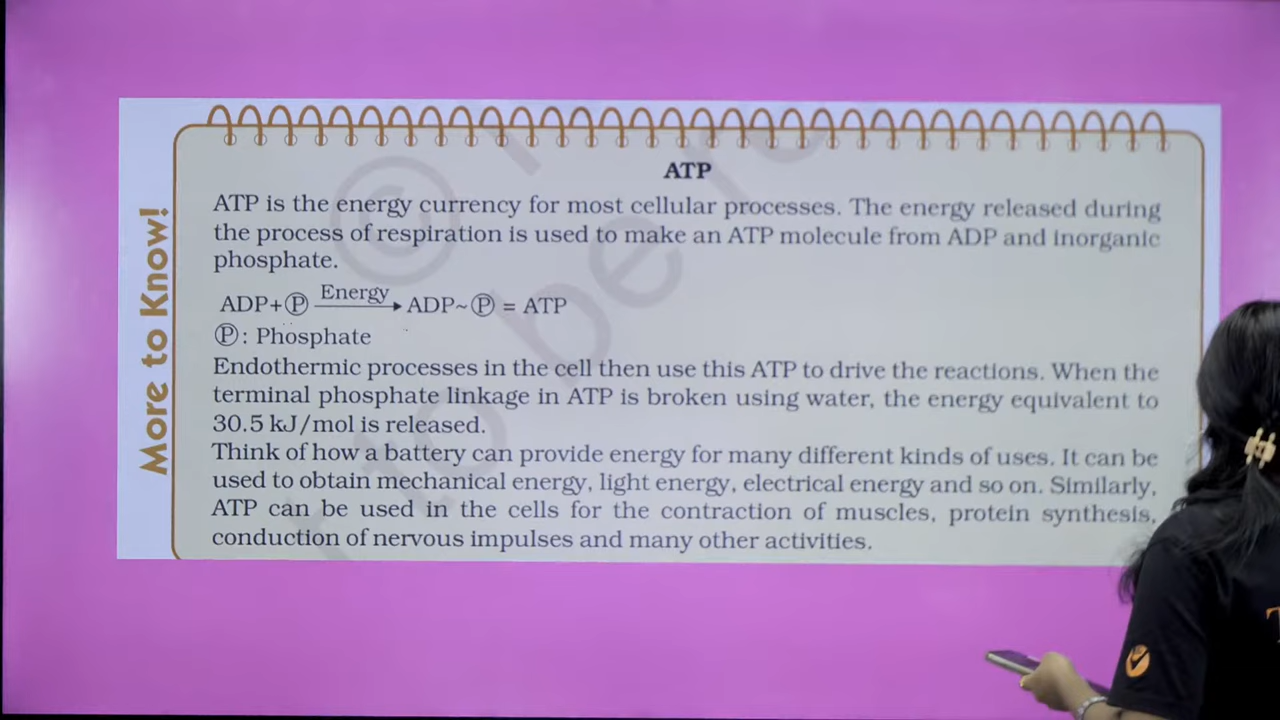 More to Know!
ATP
ATP is the energy currency for most cellular processes. The energy released during
the process of respiration is used to make an ATP molecule from ADP and inorganic
phosphate.
ADP+Ⓟ Energy→ ADP~Ⓟ = ATP
Ⓟ: Phosphate
Endothermic processes in the cell then use this ATP to drive the reactions. When the
terminal phosphate linkage in ATP is broken using water, the energy equivalent to
30.5 kJ/mol is released.
Think of how a battery can provide energy for many different kinds of uses. It can be
used to obtain mechanical energy, light energy, electrical energy and so on. Similarly,
ATP can be used in the cells for the contraction of muscles, protein synthesis,
conduction of nervous impulses and many other activities.
© 
to be